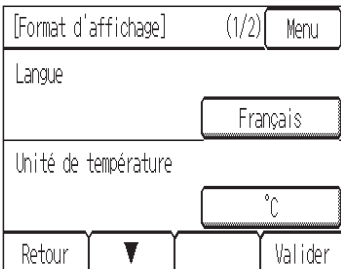 [Format d'affichage] (1/2) Menu
Langue
Français
Unité de température
°C
Retour ▼ Valider